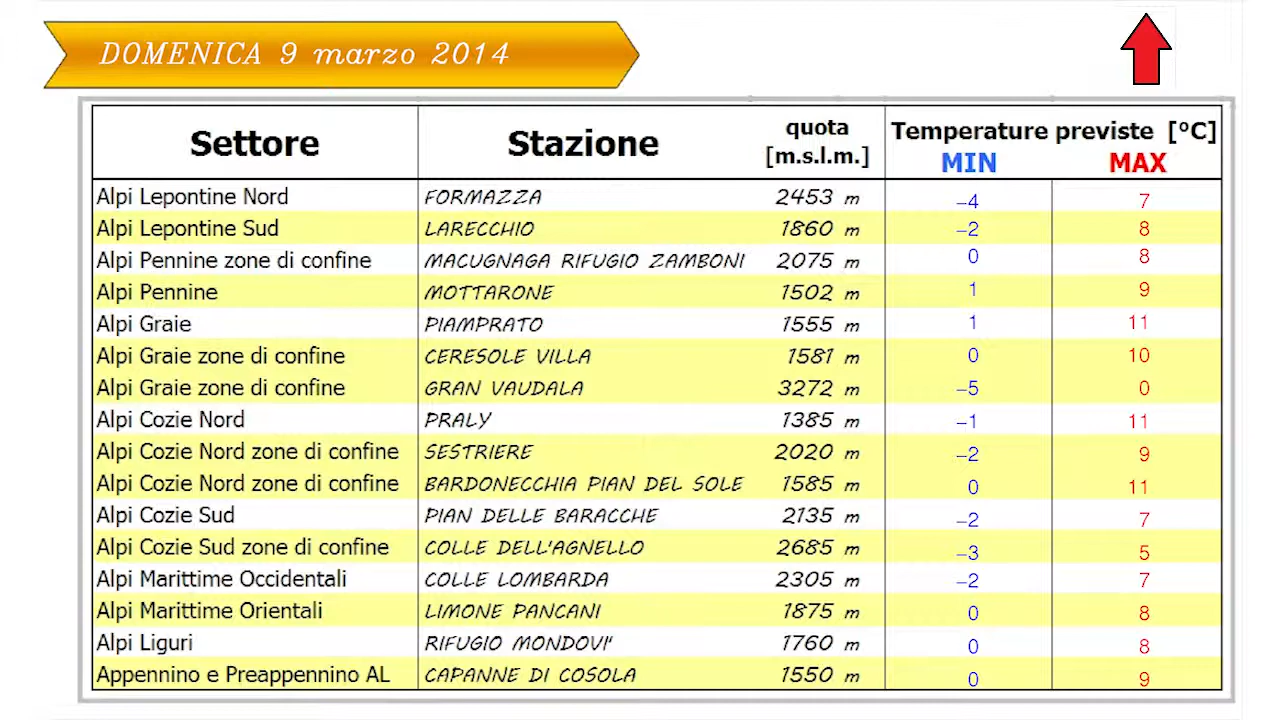 DOMENICA 9 marzo 2014
Settore Stazione quota [m.s.l.m.] Temperature previste [°C] MIN MAX
Alpi Lepontine Nord FORMAZZA 2453 m -4 7
Alpi Lepontine Sud LARECCHIO 1860 m -2 8
Alpi Pennine zone di confine MACUGNAGA RIFUGIO ZAMBONI 2075 m 0 8
Alpi Pennine MOTTARONE 1502 m 1 9
Alpi Graie PIAMPRATO 1555 m 1 11
Alpi Graie zone di confine CERESOLE VILLA 1581 m 0 10
Alpi Graie zone di confine GRAN VAUDALA 3272 m -5 0
Alpi Cozie Nord PRALY 1385 m -1 11
Alpi Cozie Nord zone di confine SESTRIERE 2020 m -2 9
Alpi Cozie Nord zone di confine BARDONECCHIA PIAN DEL SOLE 1585 m 0 11
Alpi Cozie Sud PIAN DELLE BARACCHE 2135 m -2 7
Alpi Cozie Sud zone di confine COLLE DELL'AGNELLO 2685 m -3 5
Alpi Marittime Occidentali COLLE LOMBARDA 2305 m -2 7
Alpi Marittime Orientali LIMONE PANCANI 1875 m 0 8
Alpi Liguri RIFUGIO MONDOVI' 1760 m 0 8
Appennino e Preappennino AL CAPANNE DI COSOLA 1550 m 0 9